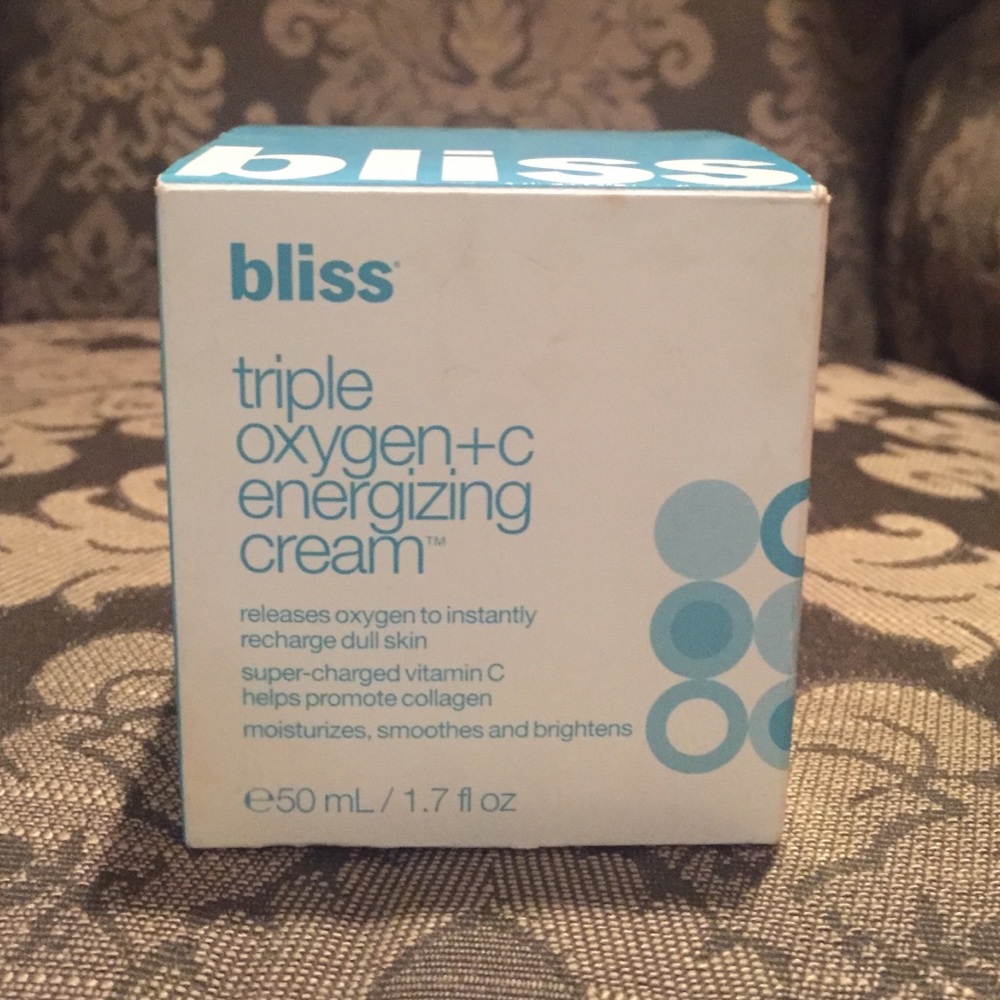 bliss
bliss®
triple
oxygen+c
energizing
cream™
releases oxygen to instantly
recharge dull skin
super-charged vitamin C
helps promote collagen
moisturizes, smoothes and brightens
℮50 mL / 1.7 fl oz